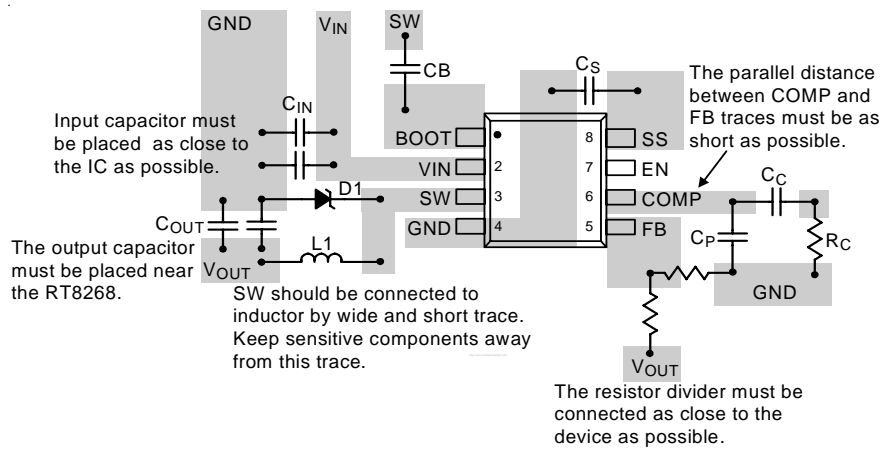 GND
VIN
SW
CB
CS
The parallel distance
between COMP and
FB traces must be as
short as possible.
CIN
Input capacitor must
be placed as close to
the IC as possible.
BOOT
VIN
SW
GND
2
3
4
8
7
6
5
SS
EN
COMP
FB
CC
CP
RC
GND
D1
COUT
L1
The output capacitor
must be placed near
the RT8268.
VOUT
SW should be connected to
inductor by wide and short trace.
Keep sensitive components away
from this trace.
VOUT
The resistor divider must be
connected as close to the
device as possible.